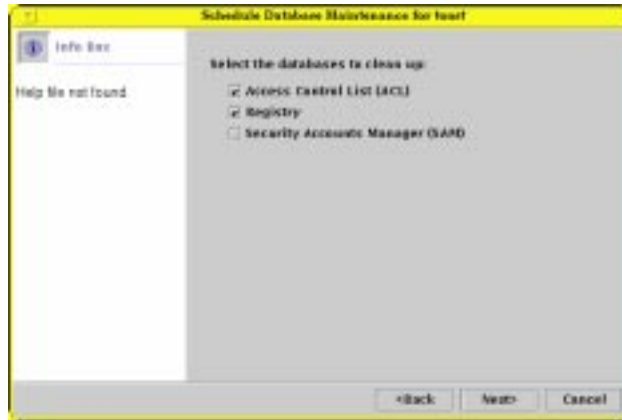 Schedule Database Maintenance for toast
Info Box
Help file not found.
Select the databases to clean up:
Access Control List (ACL)
Registry
Security Accounts Manager (SAM)
<Back
Next>
Cancel